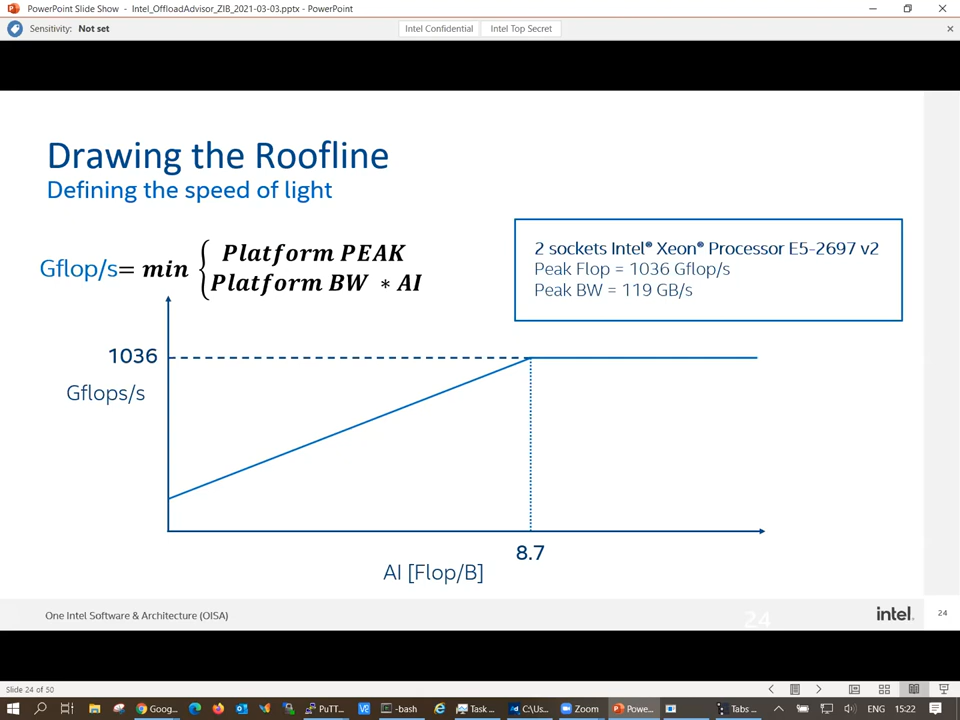 PowerPoint Slide Show - Intel_OffloadAdvisor_ZIB_2021-03-03.pptx - PowerPoint
Sensitivity: Not set
Intel Confidential
Intel Top Secret
Drawing the Roofline
Defining the speed of light
Gflop/s= min { Platform PEAK
Platform BW * AI
2 sockets Intel® Xeon® Processor E5-2697 v2
Peak Flop = 1036 Gflop/s
Peak BW = 119 GB/s
1036
Gflops/s
8.7
AI [Flop/B]
One Intel Software & Architecture (OISA)
24
intel.
24
Slide 24 of 50
Goog...
PuTT...
-bash
Task ...
C:\Us...
Zoom
Powe...
Tabs ...
ENG
15:22